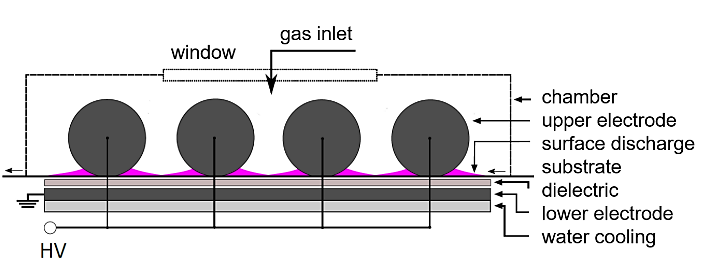 gas inlet
window
chamber
upper electrode
surface discharge
substrate
dielectric
lower electrode
water cooling
HV